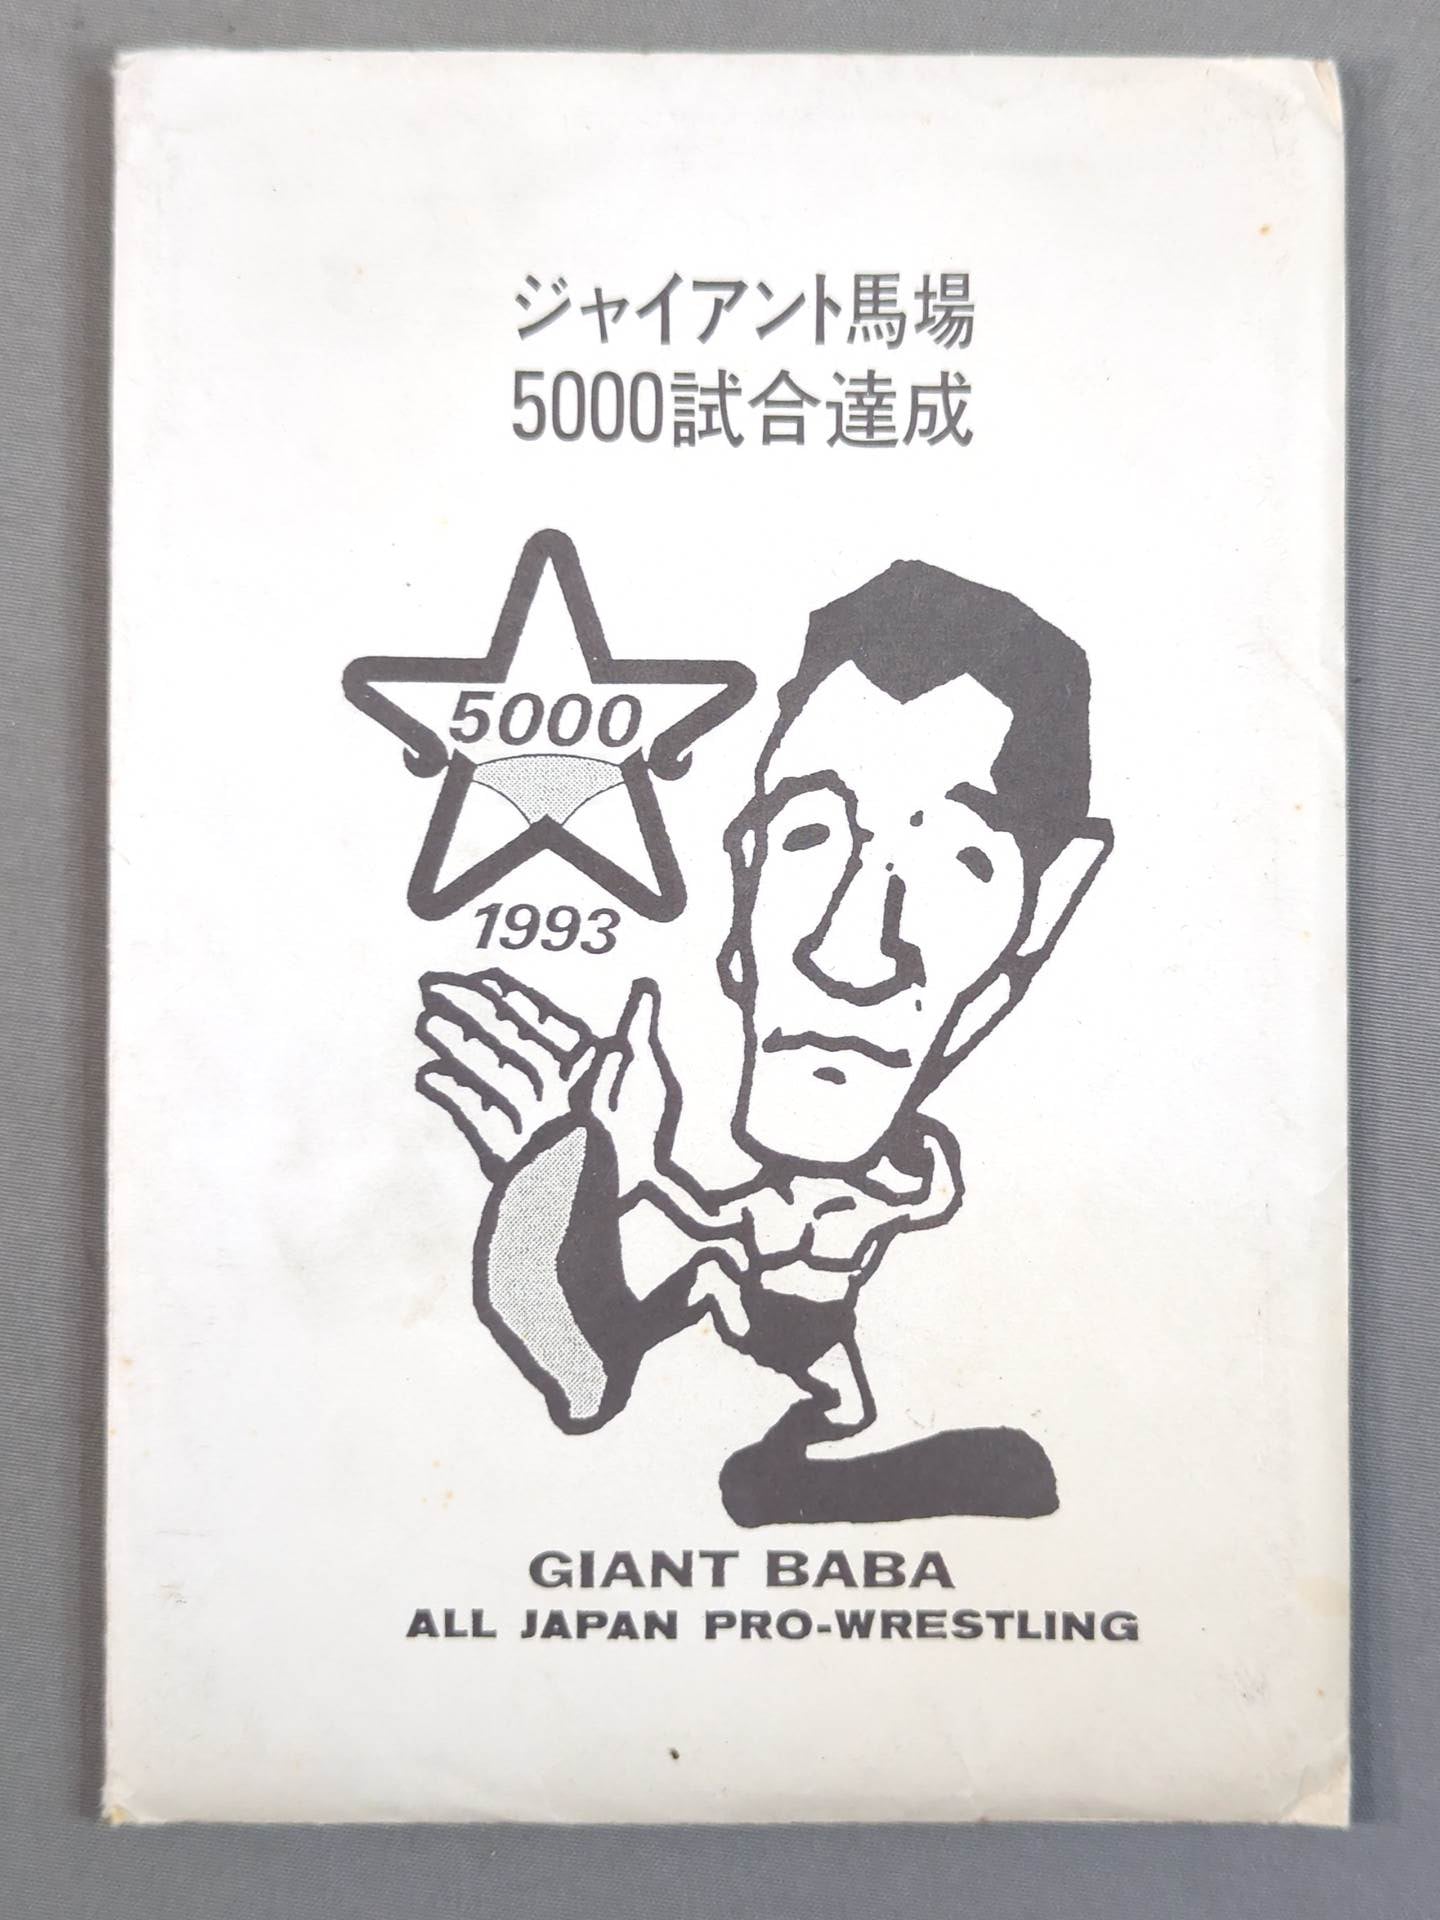 ジャイアント馬場
5000試合達成
5000
1993
GIANT BABA
ALL JAPAN PRO-WRESTLING